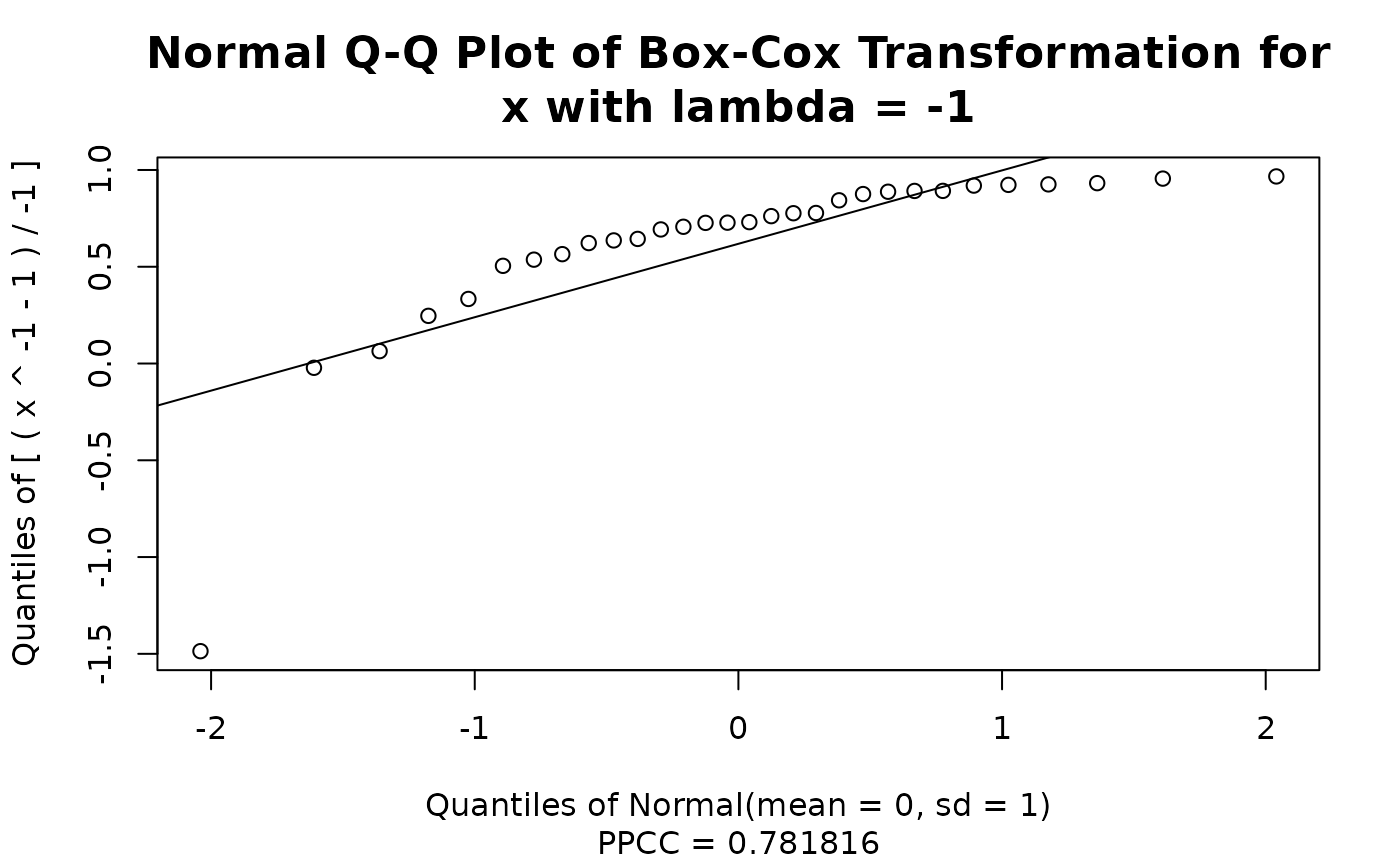 Normal Q-Q Plot of Box-Cox Transformation for
x with lambda = -1
Quantiles of [ ( x ^ -1 - 1 ) / -1 ]
1.0
0.5
0.0
-0.5
-1.0
-1.5
-2 -1 0 1 2
Quantiles of Normal(mean = 0, sd = 1)
PPCC = 0.781816